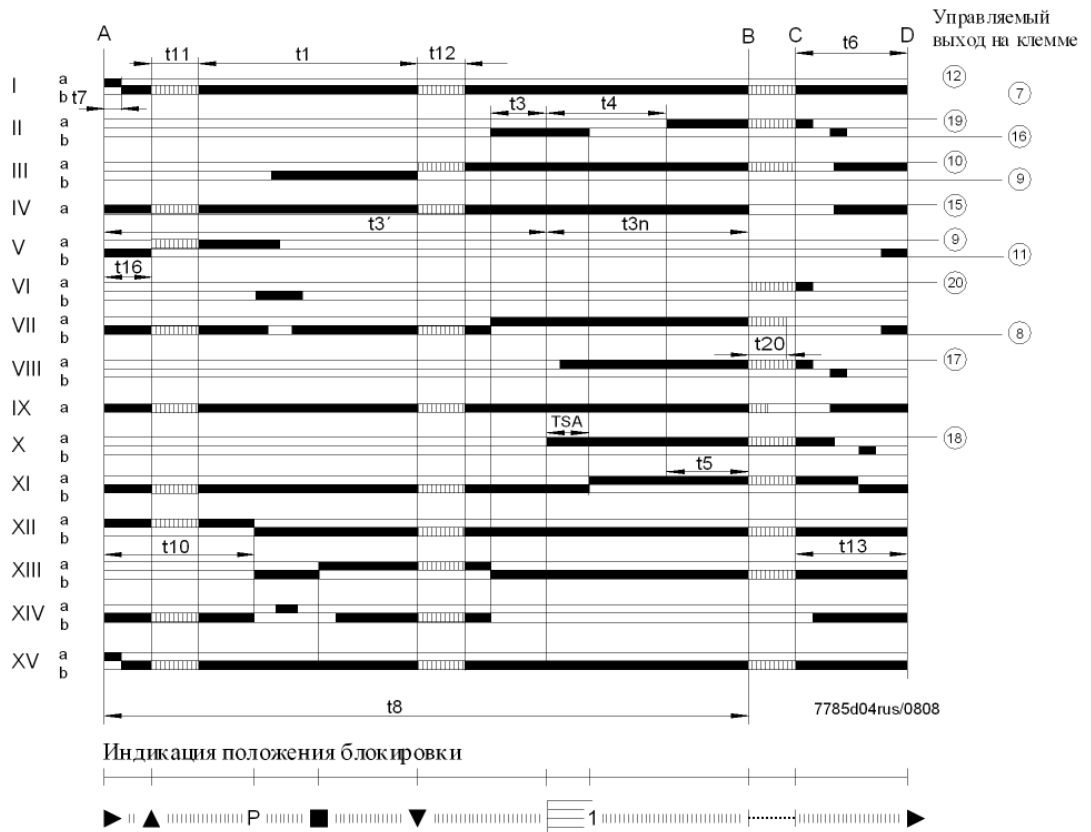 Управляемый
выход на клемме
A B C D
t11 t1 t12 t6
I a b 12 7
t7
t3 t4
II a b 19 16
III a b 10 9
IV a 15
t3´ t3n
V a b 9 11
t16
VI a b 20
VII a b 8
t20
VIII a b 17
IX a
TSA
X a b 18
t5
XI a b
XII a b
t10 t13
XIII a b
XIV a b
XV a b
t8
7785d04rus/0808
Индикация положения блокировки
P 1